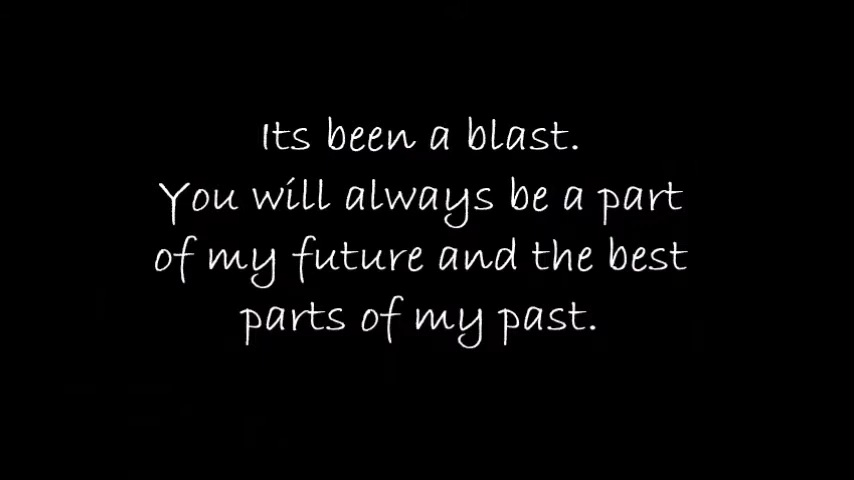 Its been a blast.
You will always be a part
of my future and the best
parts of my past.